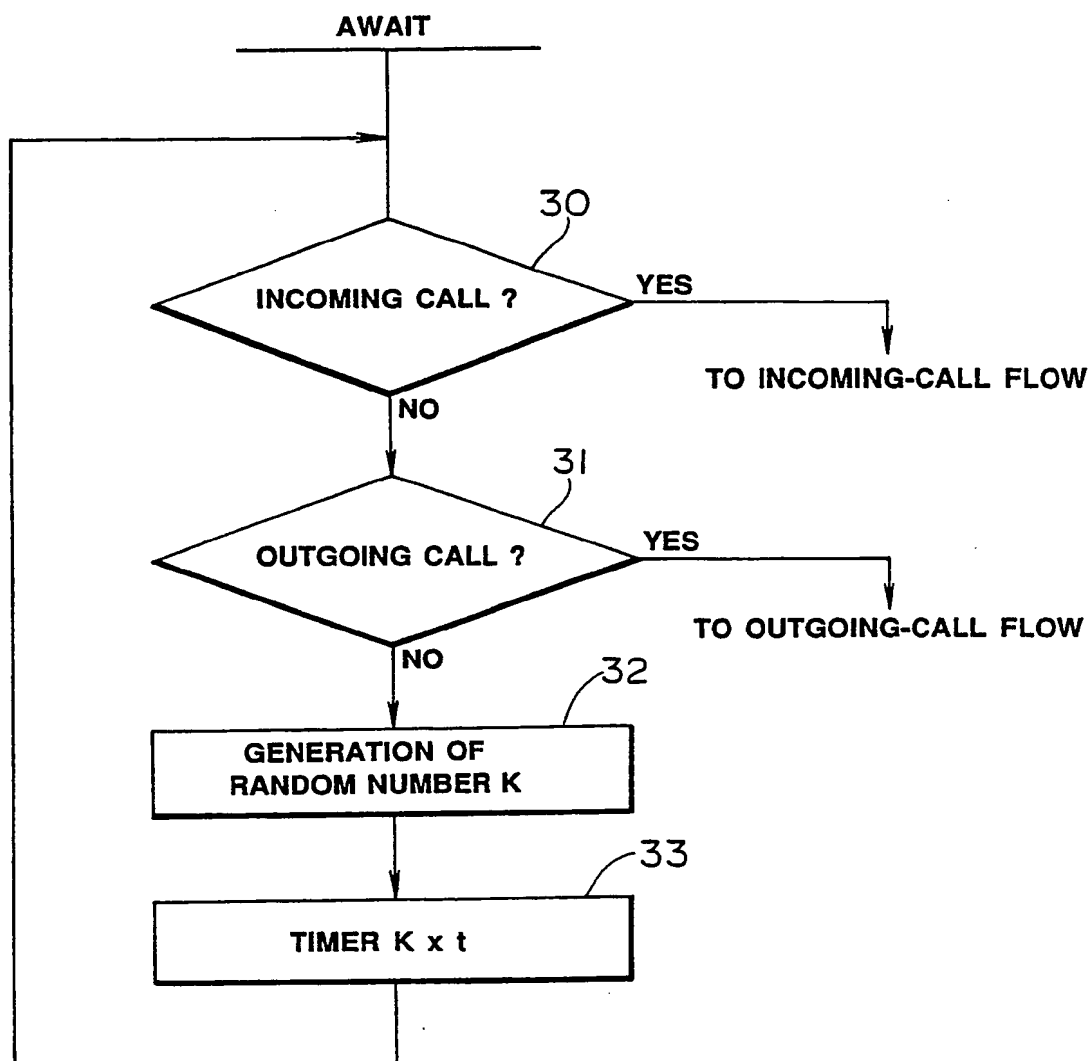 AWAIT
30
INCOMING CALL ?
YES
TO INCOMING-CALL FLOW
NO
31
OUTGOING CALL ?
YES
TO OUTGOING-CALL FLOW
NO
32
GENERATION OF
RANDOM NUMBER K
33
TIMER K x t